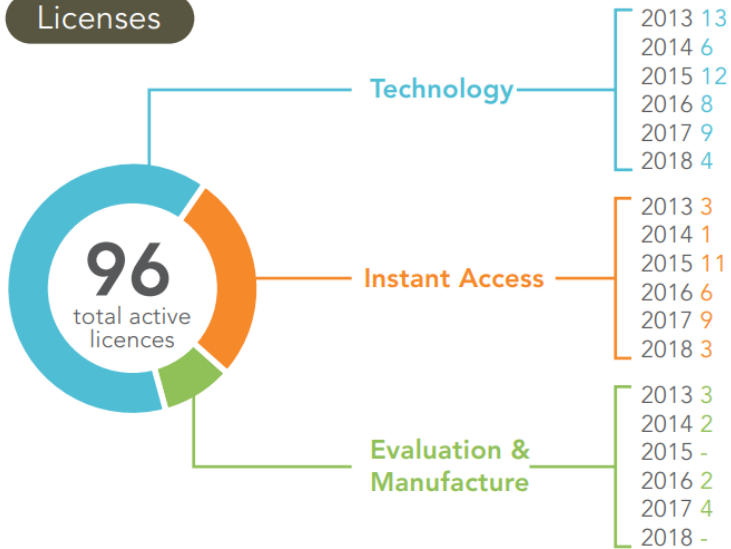 Licenses
96
total active
licences
Technology
2013 13
2014 6
2015 12
2016 8
2017 9
2018 4
Instant Access
2013 3
2014 1
2015 11
2016 6
2017 9
2018 3
Evaluation &
Manufacture
2013 3
2014 2
2015 -
2016 2
2017 4
2018 -